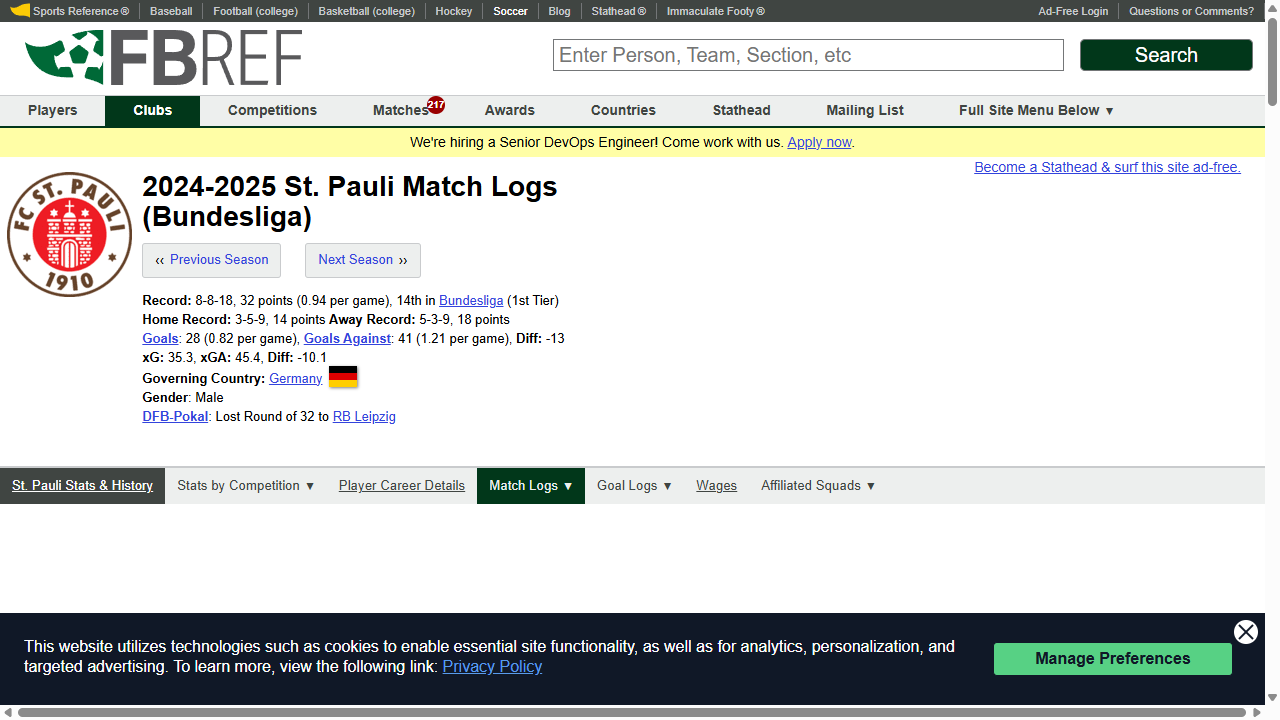 Sports Reference ® Baseball Football (college) Basketball (college) Hockey Soccer Blog Stathead ® Immaculate Footy ® Ad-Free Login Questions or Comments?
FBREF
Enter Person, Team, Section, etc Search
Players Clubs Competitions Matches 217 Awards Countries Stathead Mailing List Full Site Menu Below ▼
We're hiring a Senior DevOps Engineer! Come work with us. Apply now.
Become a Stathead & surf this site ad-free.
FC ST. PAULI
1910
2024-2025 St. Pauli Match Logs
(Bundesliga)
‹‹ Previous Season Next Season ››
Record: 8-8-18, 32 points (0.94 per game), 14th in Bundesliga (1st Tier)
Home Record: 3-5-9, 14 points Away Record: 5-3-9, 18 points
Goals: 28 (0.82 per game), Goals Against: 41 (1.21 per game), Diff: -13
xG: 35.3, xGA: 45.4, Diff: -10.1
Governing Country: Germany
Gender: Male
DFB-Pokal: Lost Round of 32 to RB Leipzig
St. Pauli Stats & History Stats by Competition ▼ Player Career Details Match Logs ▼ Goal Logs ▼ Wages Affiliated Squads ▼
This website utilizes technologies such as cookies to enable essential site functionality, as well as for analytics, personalization, and
targeted advertising. To learn more, view the following link: Privacy Policy
Manage Preferences